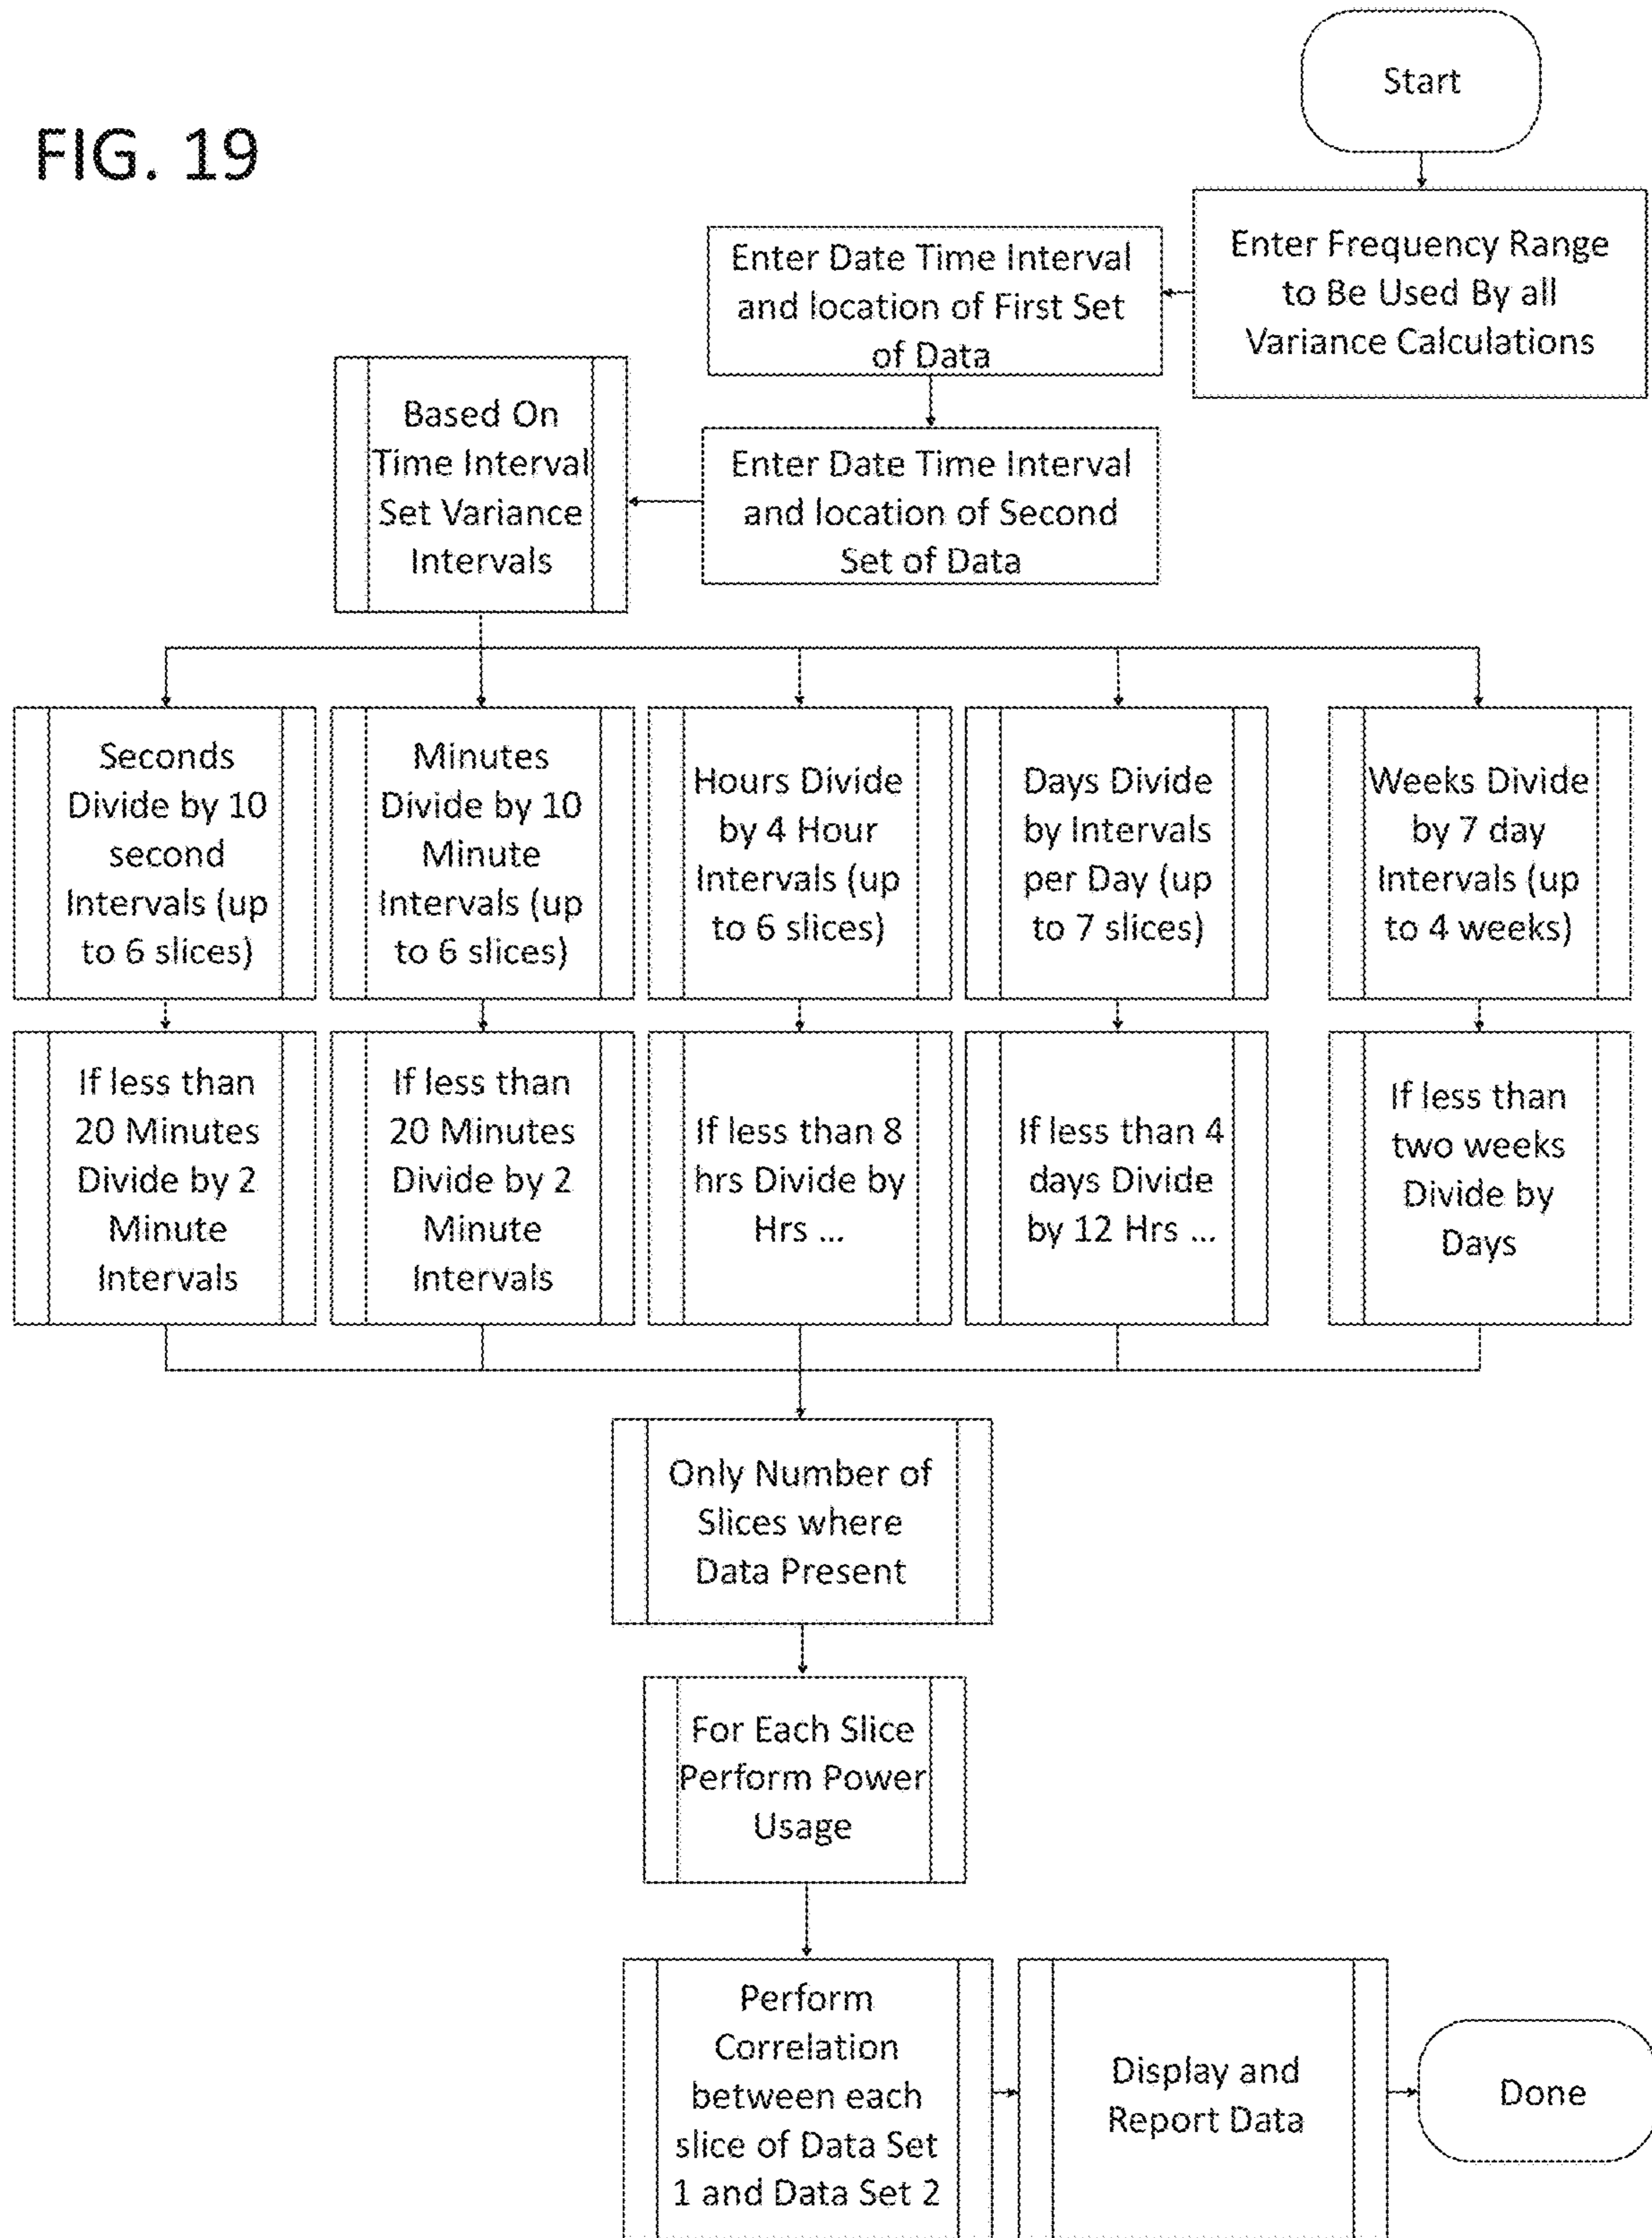 FIG. 19
Start
Enter Frequency Range
to Be Used By all
Variance Calculations
Enter Date Time Interval
and location of First Set
of Data
Enter Date Time Interval
and location of Second
Set of Data
Based On
Time Interval
Set Variance
Intervals
Seconds
Divide by 10
second
Intervals (up
to 6 slices)
Minutes
Divide by 10
Minute
Intervals (up
to 6 slices)
Hours Divide
by 4 Hour
Intervals (up
to 6 slices)
Days Divide
by Intervals
per Day (up
to 7 slices)
Weeks Divide
by 7 day
Intervals (up
to 4 weeks)
If less than
20 Minutes
Divide by 2
Minute
Intervals
If less than
20 Minutes
Divide by 2
Minute
Intervals
If less than 8
hrs Divide by
Hrs ...
If less than 4
days Divide
by 12 Hrs ...
If less than
two weeks
Divide by
Days
Only Number of
Slices where
Data Present
For Each Slice
Perform Power
Usage
Perform
Correlation
between each
slice of Data Set
1 and Data Set 2
Display and
Report Data
Done